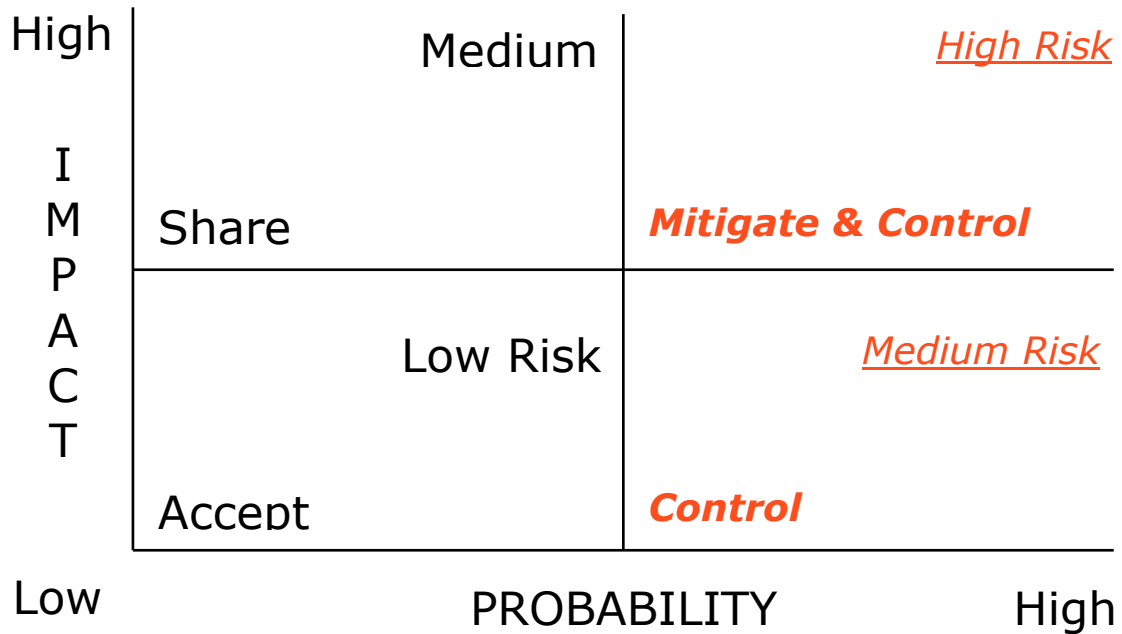 High
Medium
High Risk
I
M
P
A
C
T
Share
Mitigate & Control
Low Risk
Medium Risk
Accept
Control
Low
PROBABILITY
High